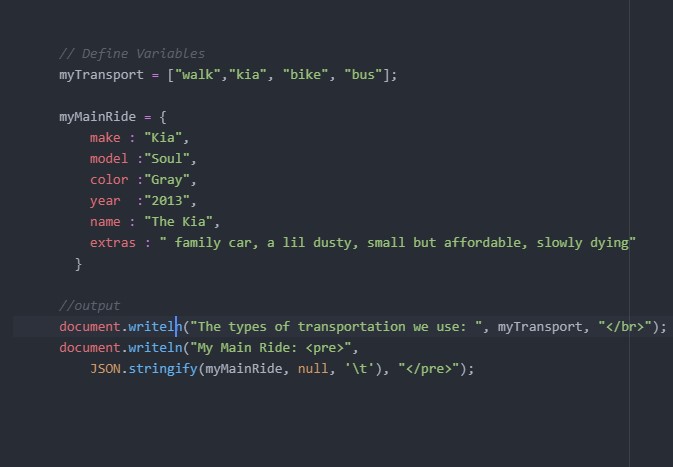 // Define Variables
myTransport = ["walk","kia", "bike", "bus"];
myMainRide = {
make : "Kia",
model :"Soul",
color :"Gray",
year  :"2013",
name : "The Kia",
extras : " family car, a lil dusty, small but affordable, slowly dying"
}
//output
document.writeln("The types of transportation we use: ", myTransport, "</br>");
document.writeln("My Main Ride: <pre>",
JSON.stringify(myMainRide, null, '\t'), "</pre>");